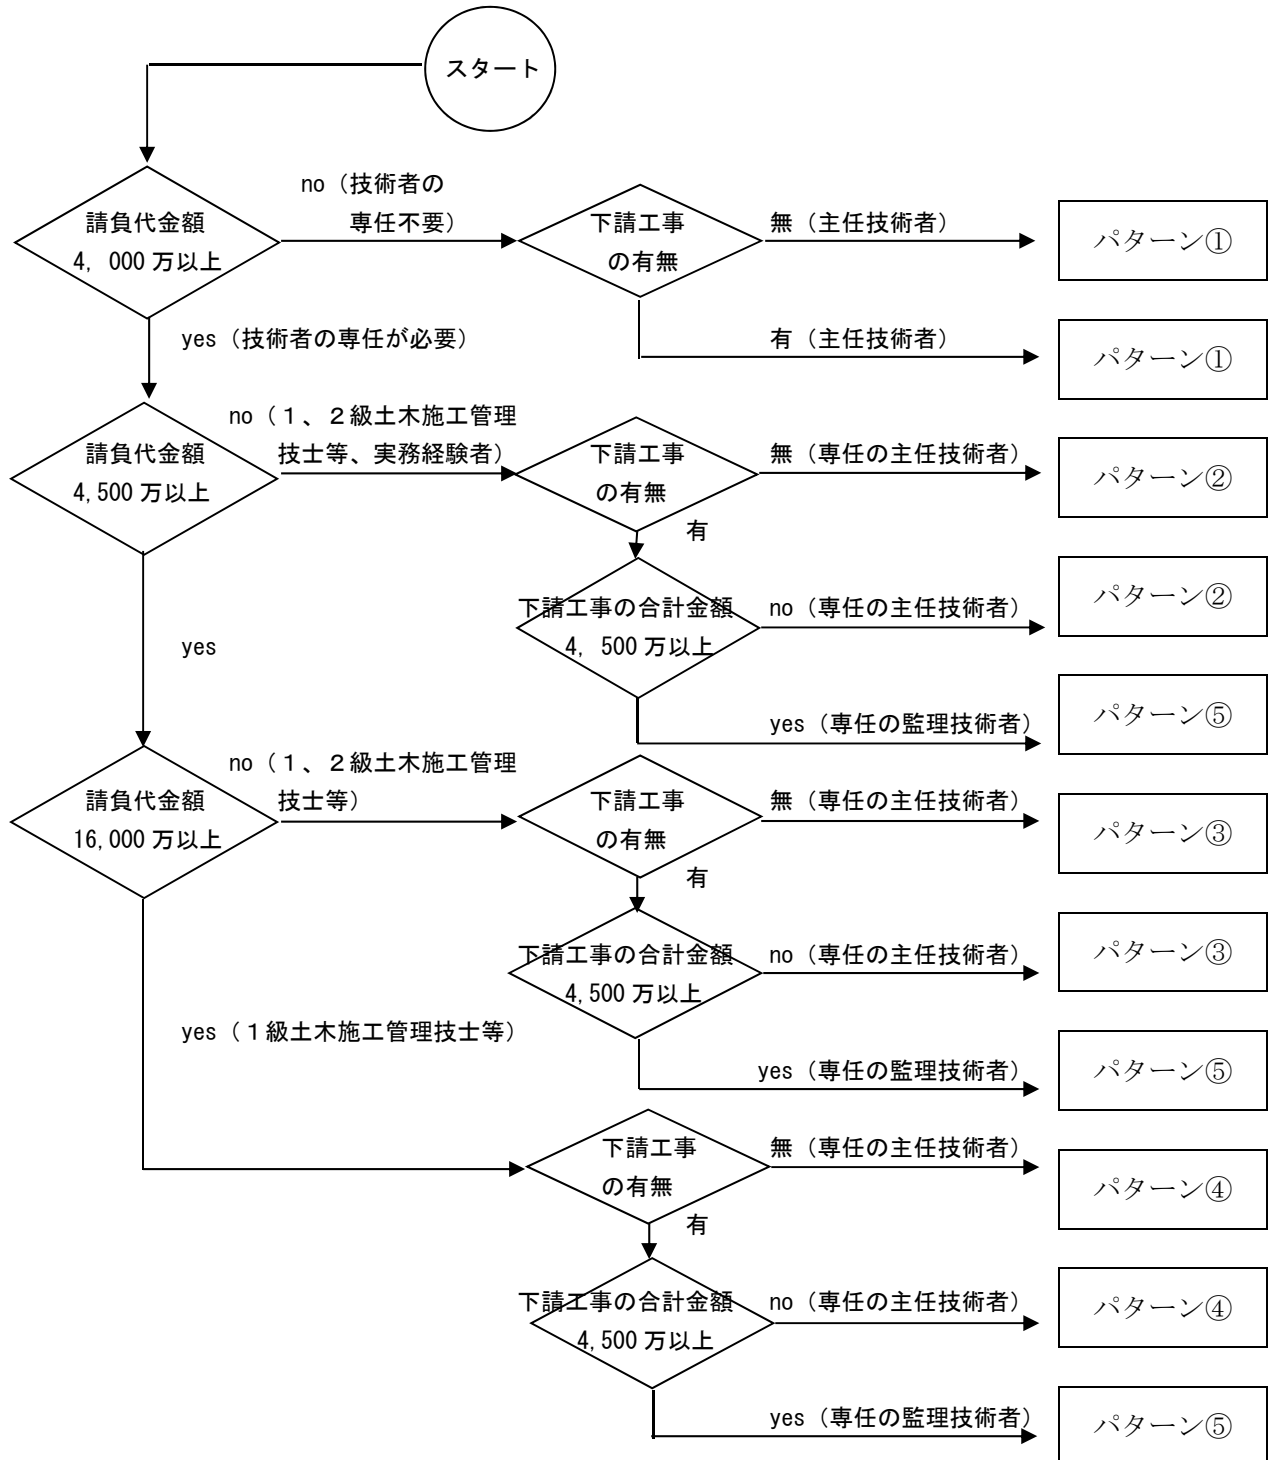 スタート
請負代金額
4, 000 万以上
no（技術者の
専任不要）
下請工事
の有無
無（主任技術者）
パターン①
有（主任技術者）
パターン①
yes（技術者の専任が必要）
請負代金額
4,500 万以上
no（１、２級土木施工管理
技士等、実務経験者）
下請工事
の有無
無（専任の主任技術者）
パターン②
有
下請工事の合計金額
4, 500 万以上
no（専任の主任技術者）
パターン②
yes（専任の監理技術者）
パターン⑤
yes
請負代金額
16,000 万以上
no（１、２級土木施工管理
技士等）
下請工事
の有無
無（専任の主任技術者）
パターン③
有
下請工事の合計金額
4,500 万以上
no（専任の主任技術者）
パターン③
yes（専任の監理技術者）
パターン⑤
yes（１級土木施工管理技士等）
下請工事
の有無
無（専任の主任技術者）
パターン④
有
下請工事の合計金額
4,500 万以上
no（専任の主任技術者）
パターン④
yes（専任の監理技術者）
パターン⑤